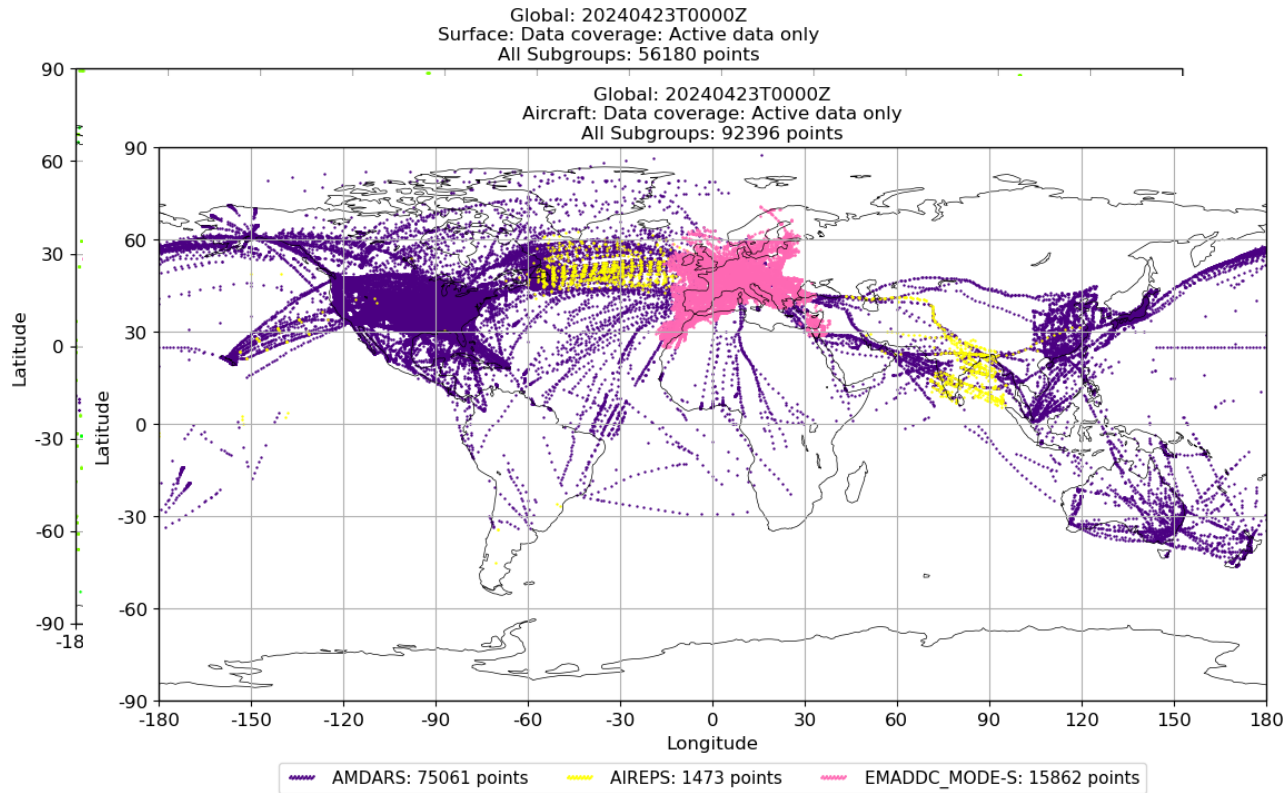 Global: 20240423T0000Z
Surface: Data coverage: Active data only
All Subgroups: 56180 points
90
60
30
0
-30
-60
-90
-18
Latitude
Global: 20240423T0000Z
Aircraft: Data coverage: Active data only
All Subgroups: 92396 points
90
60
30
0
-30
-60
-90
Latitude
-180 -150 -120 -90 -60 -30 0 30 60 90 120 150 180
Longitude
AMDARS: 75061 points AIREPS: 1473 points EMADDC_MODE-S: 15862 points